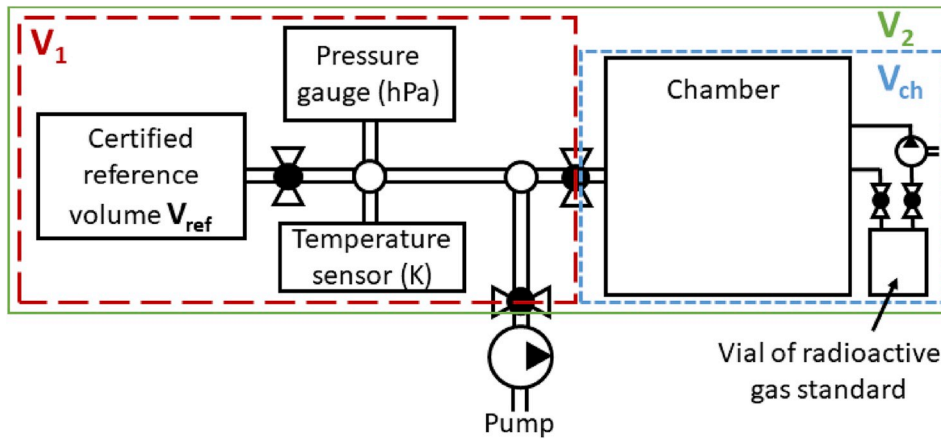 V1
Pressure
gauge (hPa)
V2
Vch
Chamber
Certified
reference
volume Vref
Temperature
sensor (K)
Vial of radioactive
gas standard
Pump